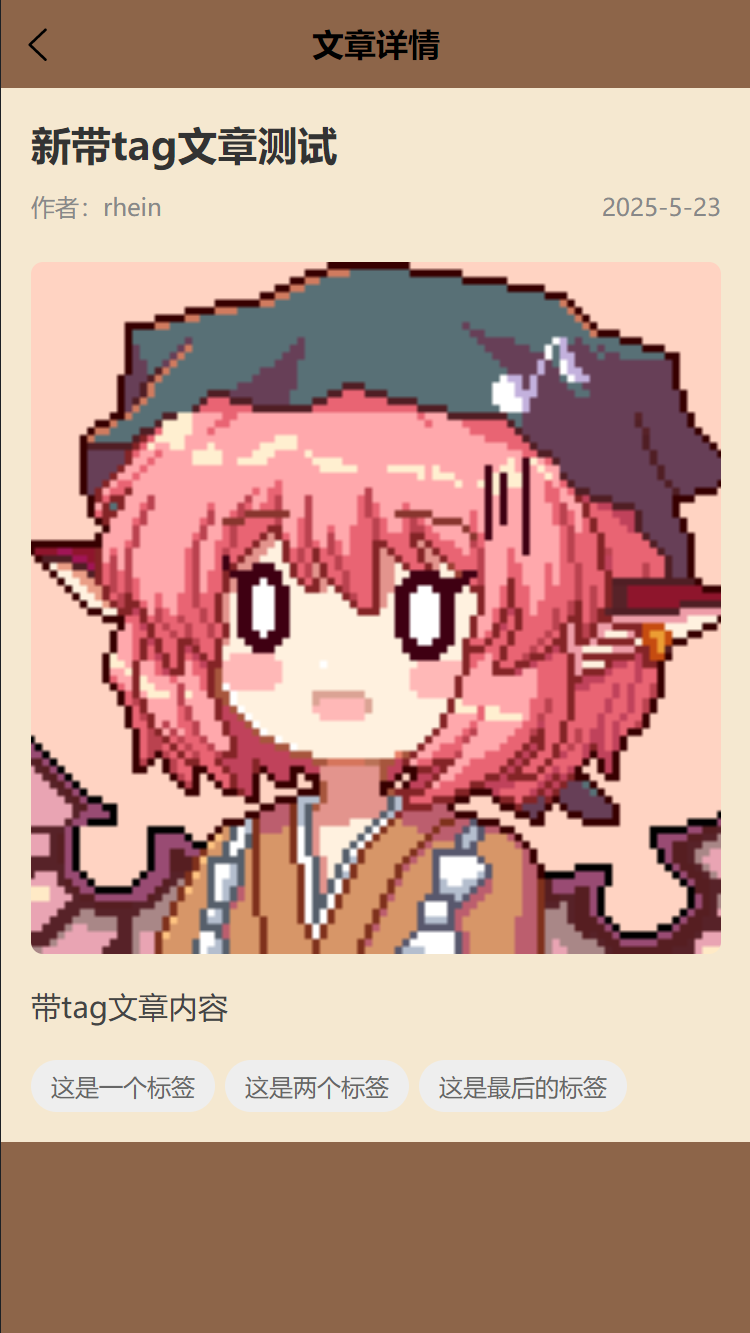 文章详情
新带tag文章测试
作者：rhein 2025-5-23
带tag文章内容
这是一个标签 这是两个标签 这是最后的标签